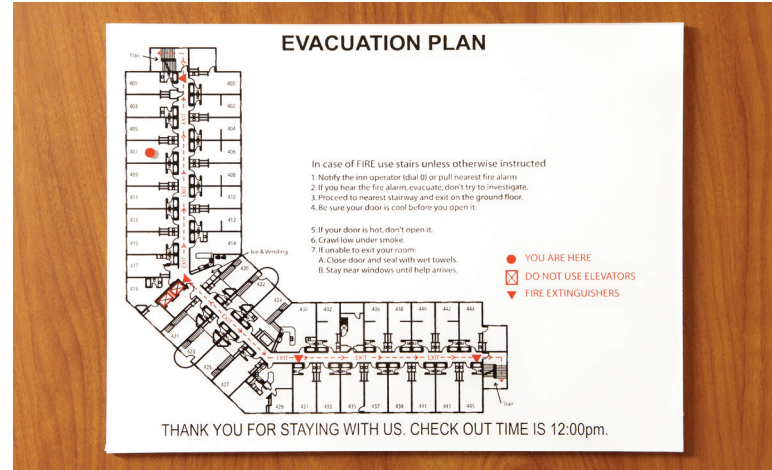 EVACUATION PLAN
Stair
401
400
403
402
405
404
407
406
409
408
411
410
413
412
415
414
417
419
EXIT
EXIT
EXIT
EXIT
Ice & Vending
420
422
424
421
423
425
427
EXIT
EXIT
430
432
436
438
440
442
444
EXIT
EXIT
EXIT
429
431
433
435
437
439
441
443
445
Stair
In case of FIRE use stairs unless otherwise instructed
1. Notify the inn operator (dial 0) or pull nearest fire alarm
2. If you hear the fire alarm, evacuate, don't try to investigate.
3. Proceed to nearest stairway and exit on the ground floor.
4. Be sure your door is cool before you open it.
5. If your door is hot, don't open it.
6. Crawl low under smoke.
7. If unable to exit your room:
A. Close door and seal with wet towels.
B. Stay near windows until help arrives.
YOU ARE HERE
DO NOT USE ELEVATORS
FIRE EXTINGUISHERS
THANK YOU FOR STAYING WITH US. CHECK OUT TIME IS 12:00pm.